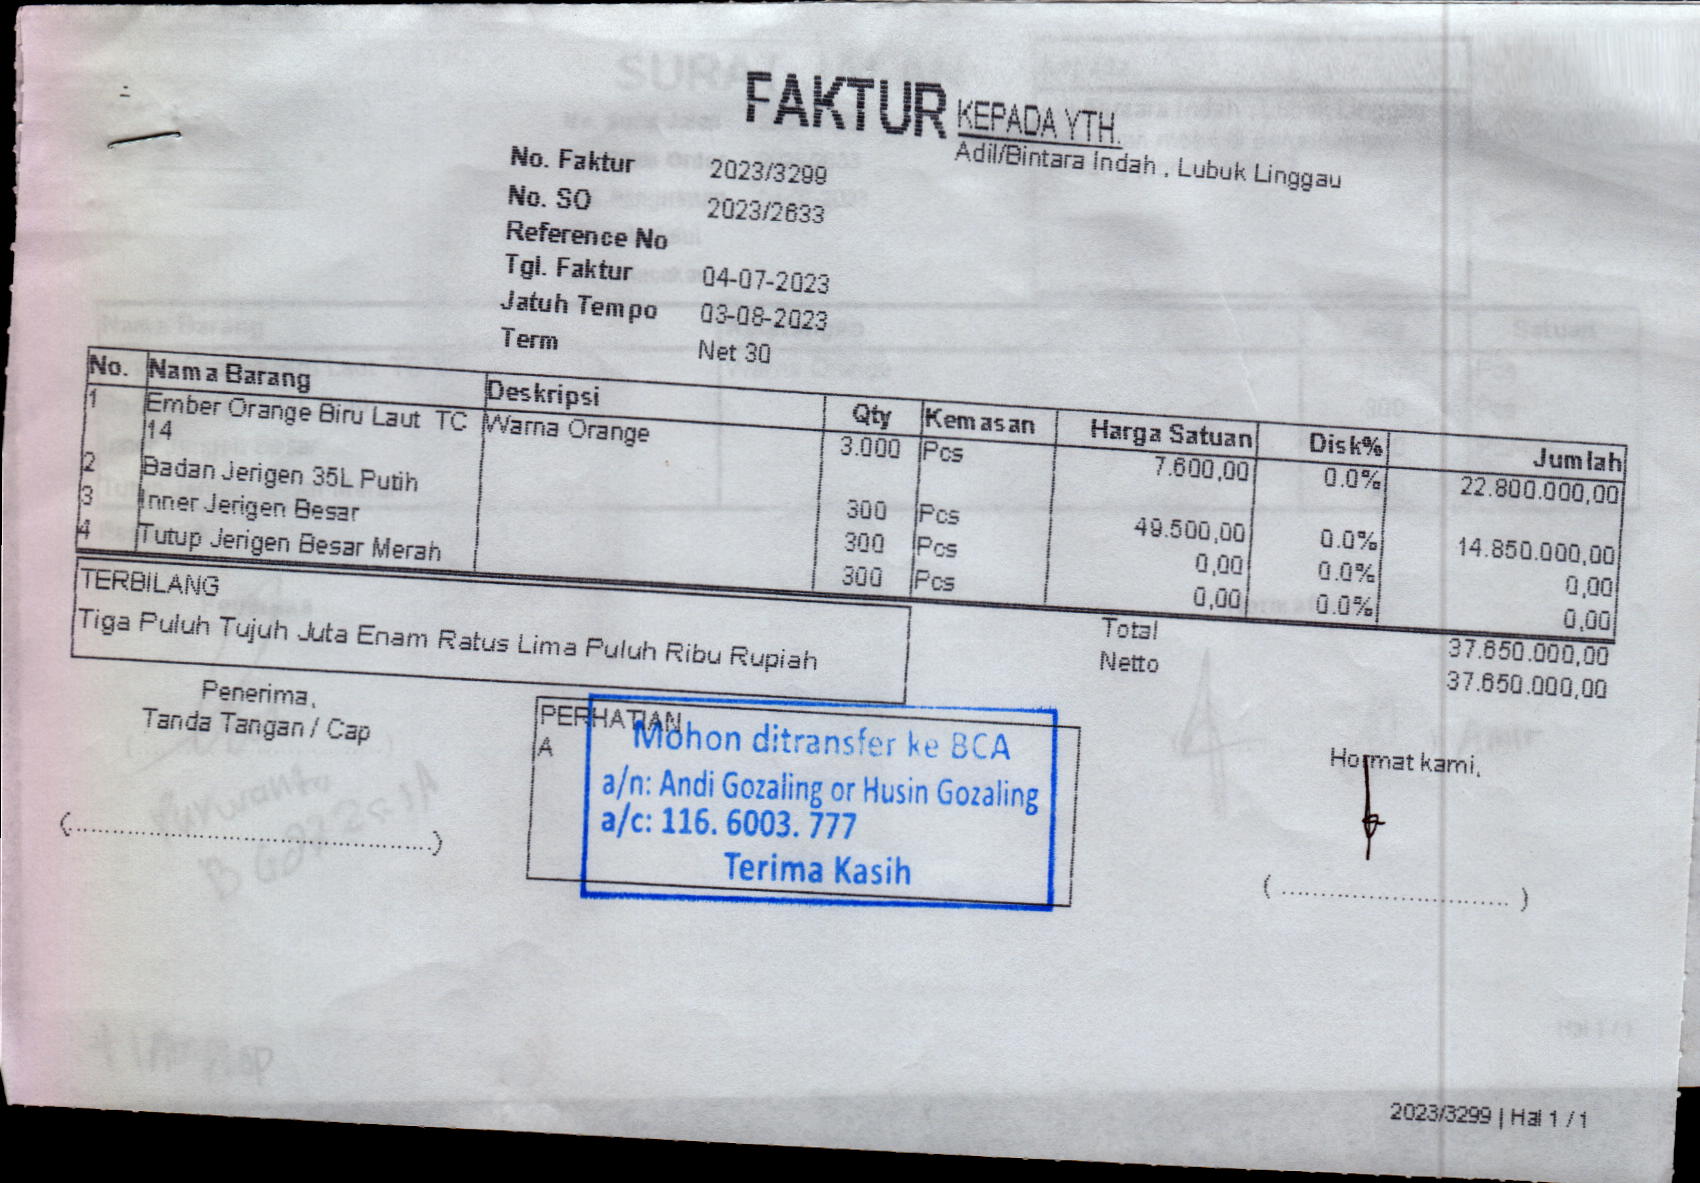 FAKTUR
KEPADA YTH.
Adil/Bintara Indah , Lubuk Linggau
No. Faktur 2023/3299
No. SO 2023/2633
Reference No
Tgl. Faktur 04-07-2023
Jatuh Tempo 03-08-2023
Term Net 30
No. Nama Barang Deskripsi Qty Kemasan Harga Satuan Disk% Jumlah
1 Ember Orange Biru Laut TC Warna Orange 3.000 Pcs 7.600,00 0.0% 22.800.000,00
14
2 Badan Jerigen 35L Putih 300 Pcs 49.500,00 0.0% 14.850.000,00
3 Inner Jerigen Besar 300 Pcs 0,00 0.0% 0,00
4 Tutup Jerigen Besar Merah 300 Pcs 0,00 0.0% 0,00
TERBILANG
Tiga Puluh Tujuh Juta Enam Ratus Lima Puluh Ribu Rupiah
Total 37.650.000,00
Netto 37.650.000,00
Penerima,
Tanda Tangan / Cap
(....................................................)
PERHATIAN
A
Mohon ditransfer ke BCA
a/n: Andi Gozaling or Husin Gozaling
a/c: 116. 6003. 777
Terima Kasih
Hormat kami,
( ................................. )
2023/3299 | Hal 1 / 1